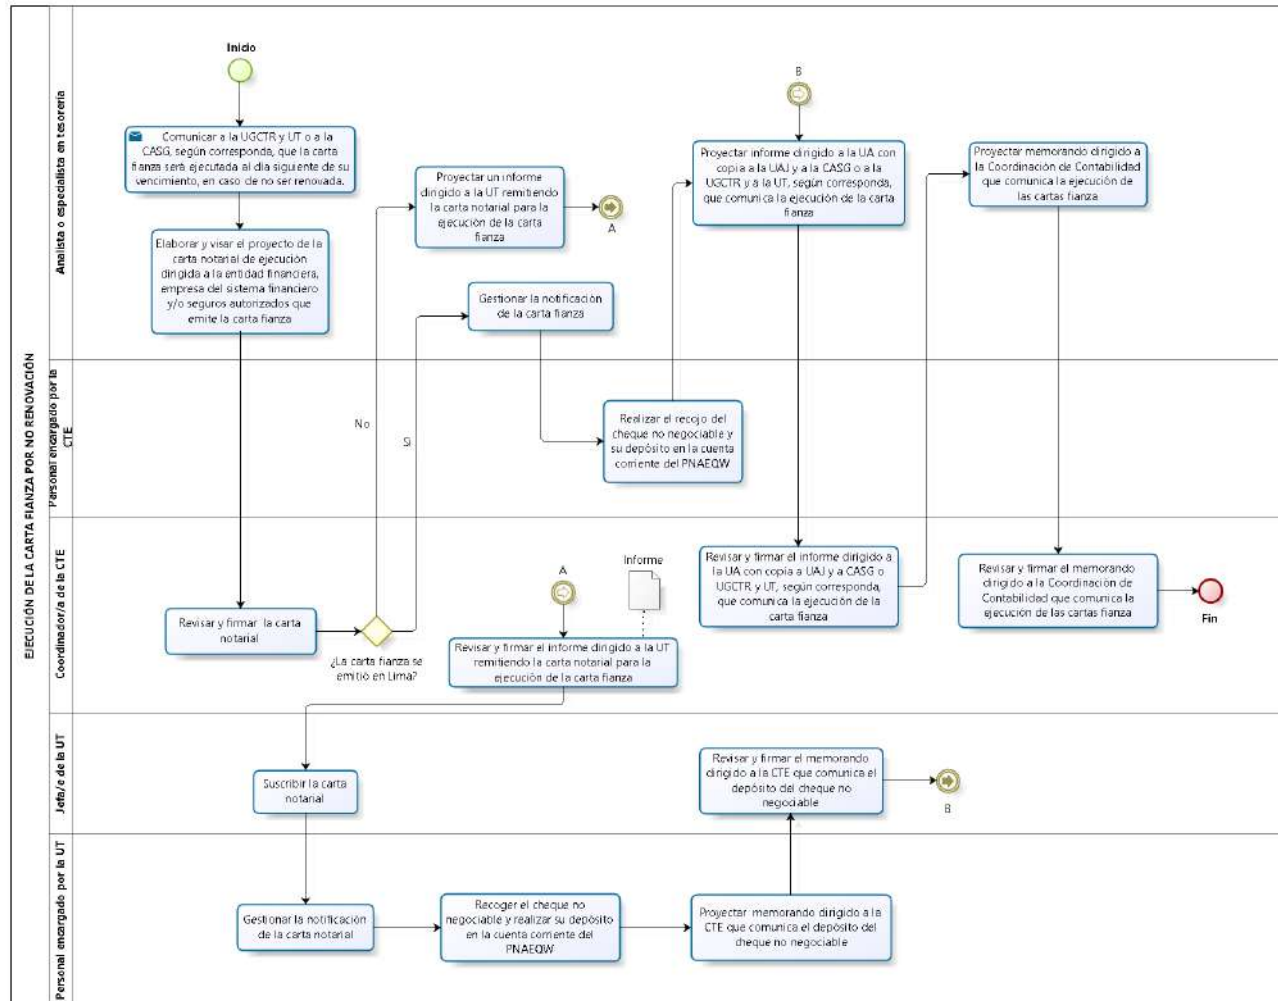 EJECUCIÓN DE LA CARTA FIANZA POR NO RENOVACIÓN
Analista o especialista en tesorería
Inicio
Comunicar a la UGCTR y UT o a la
CASG, según corresponda, que la carta
fianza será ejecutada al día siguiente de su
vencimiento, en caso de no ser renovada.
Elaborar y visar el proyecto de la
carta notarial de ejecución
dirigida a la entidad financiera,
empresa del sistema financiero
y/o seguros autorizados que
emite la carta fianza
Proyectar un informe
dirigido a la UT remitiendo
la carta notarial para la
ejecución de la carta
fianza
A
Gestionar la notificación
de la carta fianza
B
Proyectar informe dirigido a la UA con
copia a la UAJ y a la CASG o a la
UGCTR y a la UT, según corresponda,
que comunica la ejecución de la carta
fianza
Proyectar memorando dirigido a
la Coordinación de Contabilidad
que comunica la ejecución de
las cartas fianza
Personal encargado por la
CTE
No
Si
Realizar el recojo del
cheque no negociable y
su depósito en la cuenta
corriente del PNAEQW
Coordinador/a de la CTE
Revisar y firmar la carta
notarial
¿La carta fianza se
emitió en Lima?
A
Informe
Revisar y firmar el informe dirigido a la UT
remitiendo la carta notarial para la
ejecución de la carta fianza
Revisar y firmar el informe dirigido a
la UA con copia a UAJ y a CASG o
UGCTR y UT, según corresponda,
que comunica la ejecución de la
carta fianza
Revisar y firmar el memorando
dirigido a la Coordinación de
Contabilidad que comunica la
ejecución de las cartas fianza
Fin
Jefa/e de la UT
Suscribir la carta
notarial
Revisar y firmar el memorando
dirigido a la CTE que comunica el
depósito del cheque no
negociable
B
Personal encargado por la UT
Gestionar la notificación
de la carta notarial
Recoger el cheque no
negociable y realizar su depósito
en la cuenta corriente del
PNAEQW
Proyectar memorando dirigido a la
CTE que comunica el depósito del
cheque no negociable